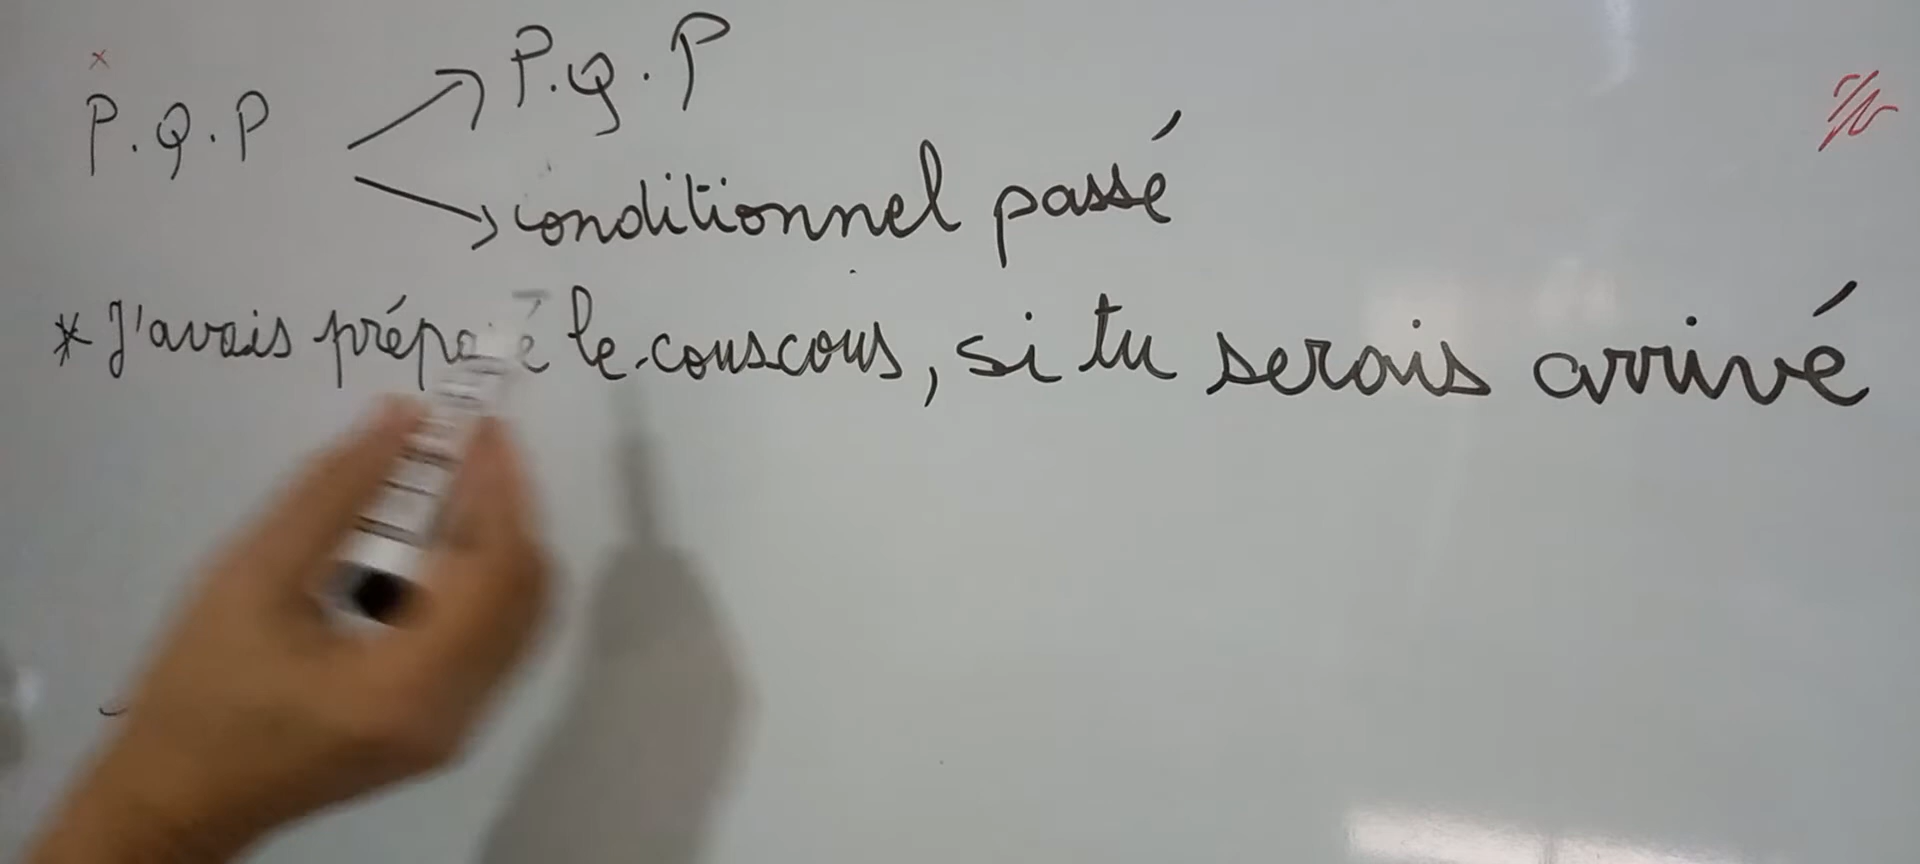 P.Q.P
P.Q.P
conditionnel passé
* J'avais préparé le couscous, si tu serais arrivé